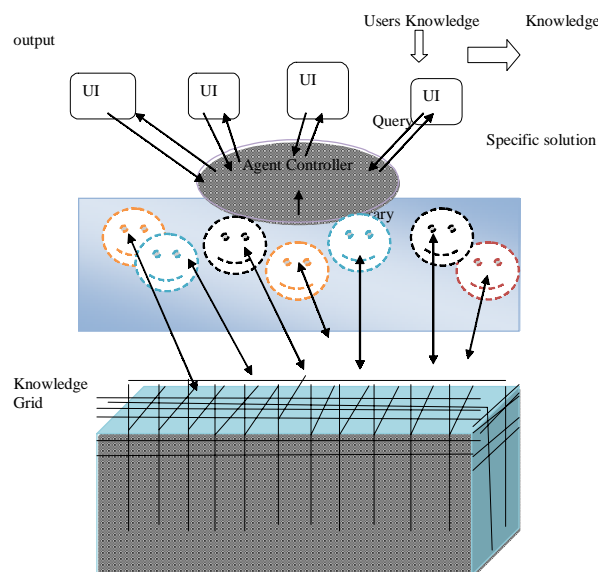 Users Knowledge
Knowledge
output
UI
UI
UI
UI
Query
Specific solution
Agent Controller
Knowledge
Grid